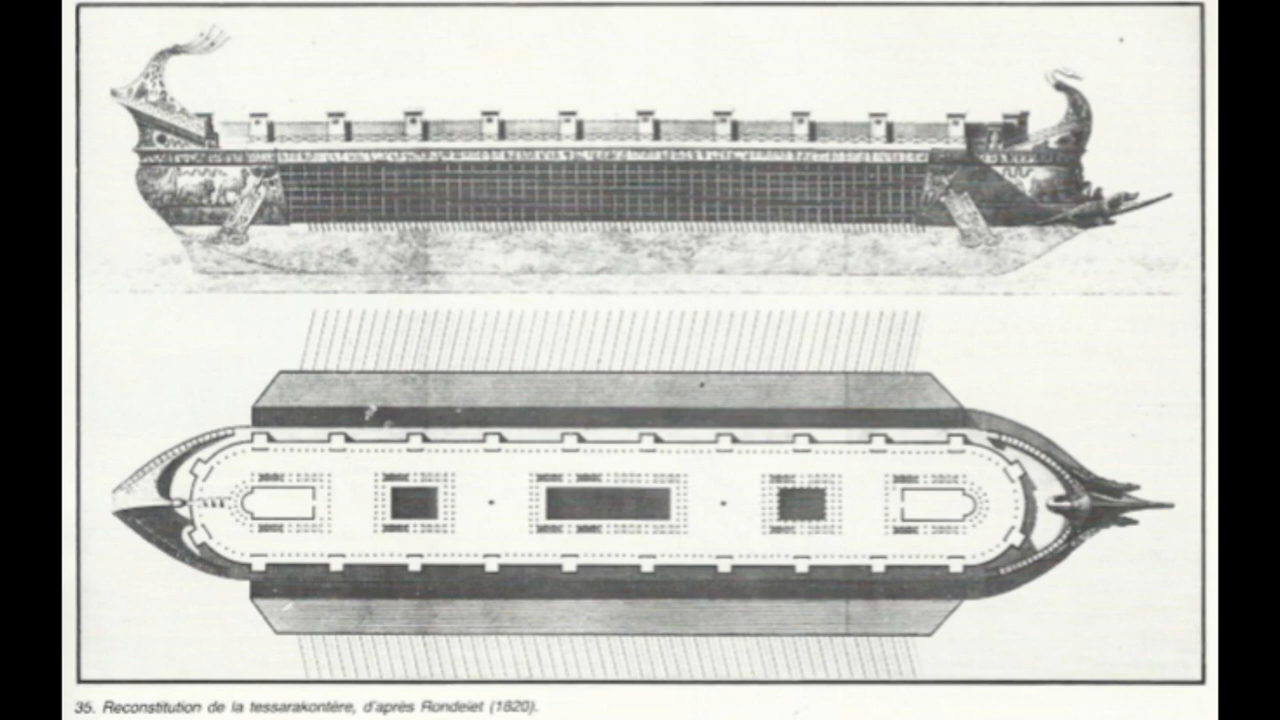 35. Reconstitution de la tessarakontère, d'après Rondelet (1820).